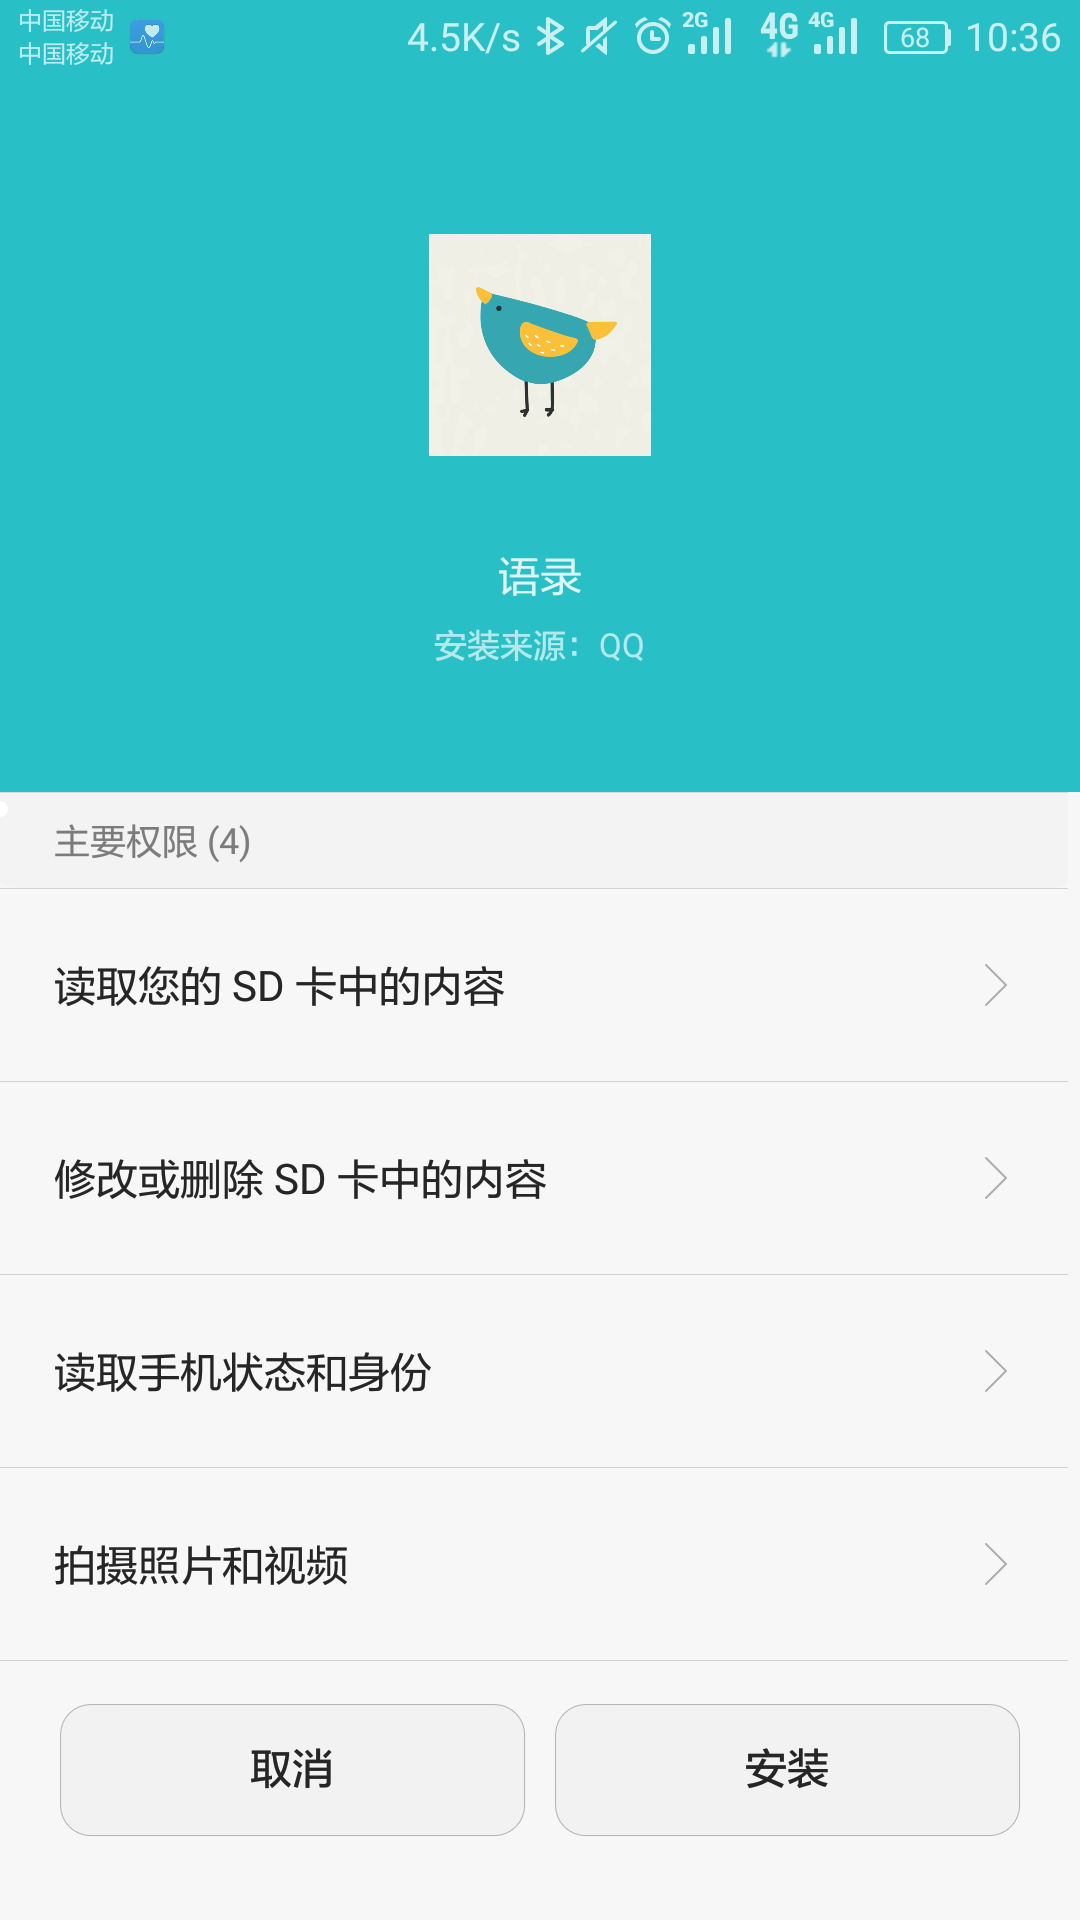 中国移动
中国移动
4.5K/s 2G 4G 4G 68 10:36
语录
安装来源：QQ
主要权限 (4)
读取您的 SD 卡中的内容
修改或删除 SD 卡中的内容
读取手机状态和身份
拍摄照片和视频
取消 安装